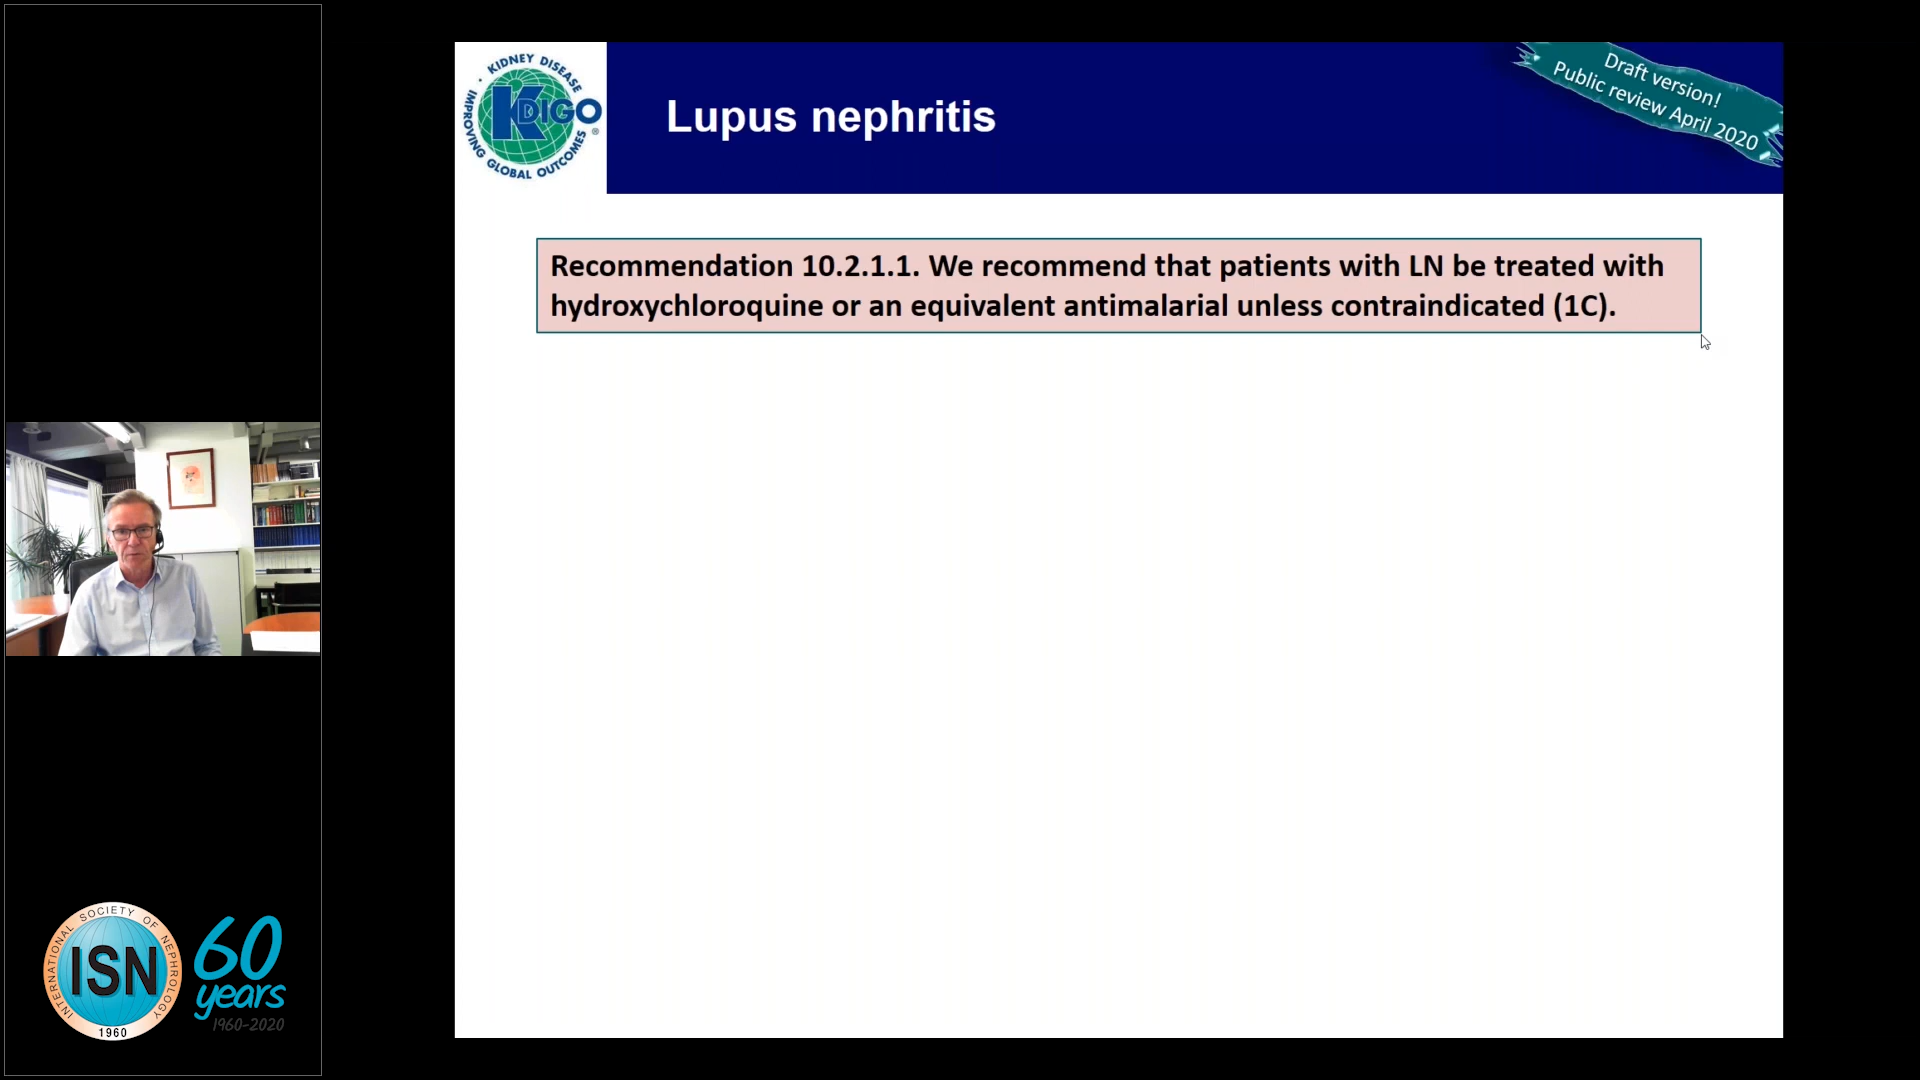 KIDNEY DISEASE
IMPROVING GLOBAL OUTCOMES
KDIGO
®
Lupus nephritis
Draft version!
Public review April 2020
Recommendation 10.2.1.1. We recommend that patients with LN be treated with
hydroxychloroquine or an equivalent antimalarial unless contraindicated (1C).
INTERNATIONAL SOCIETY OF NEPHROLOGY
ISN
1960
60
years
1960-2020